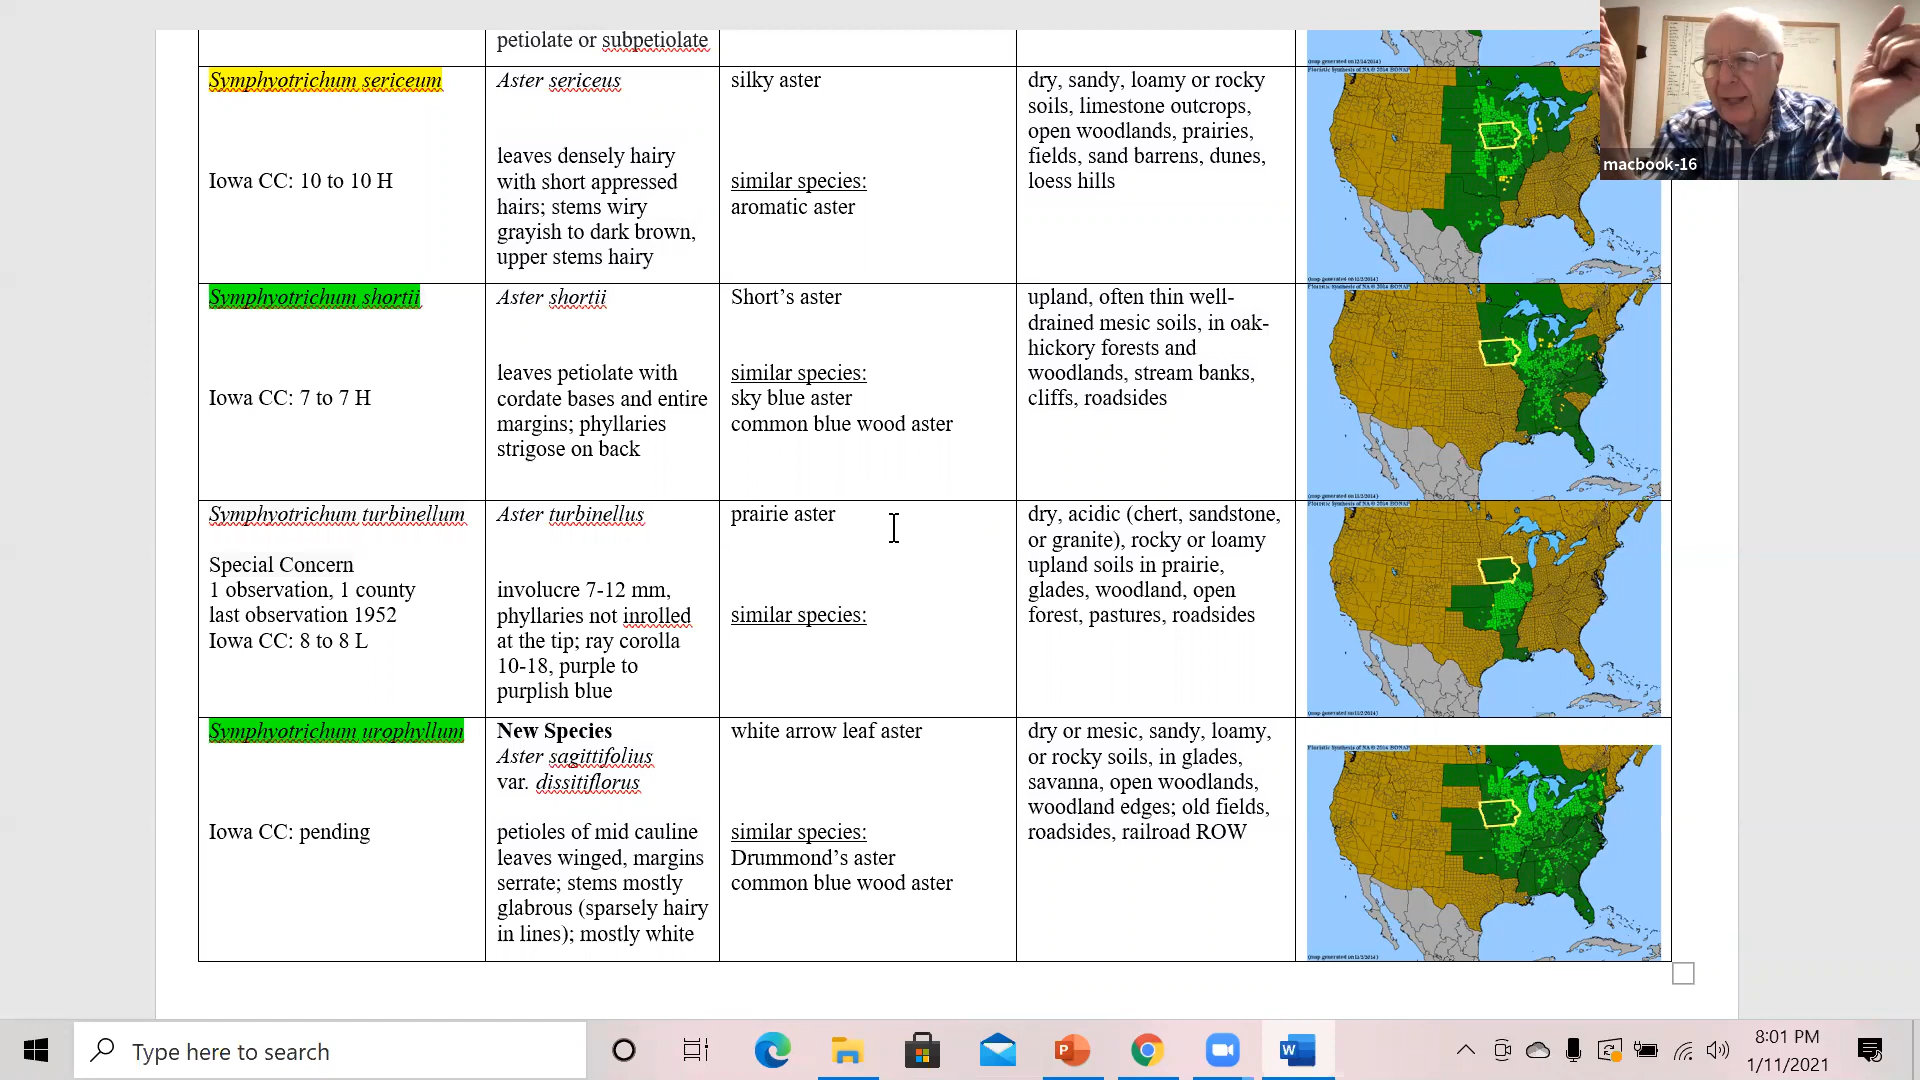 petiolate or subpetiolate
Symphyotrichum sericeum
Iowa CC: 10 to 10 H
Aster sericeus
leaves densely hairy
with short appressed
hairs; stems wiry
grayish to dark brown,
upper stems hairy
silky aster
similar species:
aromatic aster
dry, sandy, loamy or rocky
soils, limestone outcrops,
open woodlands, prairies,
fields, sand barrens, dunes,
loess hills
macbook-16
Symphyotrichum shortii
Iowa CC: 7 to 7 H
Aster shortii
leaves petiolate with
cordate bases and entire
margins; phyllaries
strigose on back
Short’s aster
similar species:
sky blue aster
common blue wood aster
upland, often thin well-
drained mesic soils, in oak-
hickory forests and
woodlands, stream banks,
cliffs, roadsides
Symphyotrichum turbinellum
Special Concern
1 observation, 1 county
last observation 1952
Iowa CC: 8 to 8 L
Aster turbinellus
involucre 7-12 mm,
phyllaries not inrolled
at the tip; ray corolla
10-18, purple to
purplish blue
prairie aster
similar species:
dry, acidic (chert, sandstone,
or granite), rocky or loamy
upland soils in prairie,
glades, woodland, open
forest, pastures, roadsides
Symphyotrichum urophyllum
Iowa CC: pending
New Species
Aster sagittifolius
var. dissitiflorus
petioles of mid cauline
leaves winged, margins
serrate; stems mostly
glabrous (sparsely hairy
in lines); mostly white
white arrow leaf aster
similar species:
Drummond’s aster
common blue wood aster
dry or mesic, sandy, loamy,
or rocky soils, in glades,
savanna, open woodlands,
woodland edges; old fields,
roadsides, railroad ROW
Type here to search
8:01 PM
1/11/2021